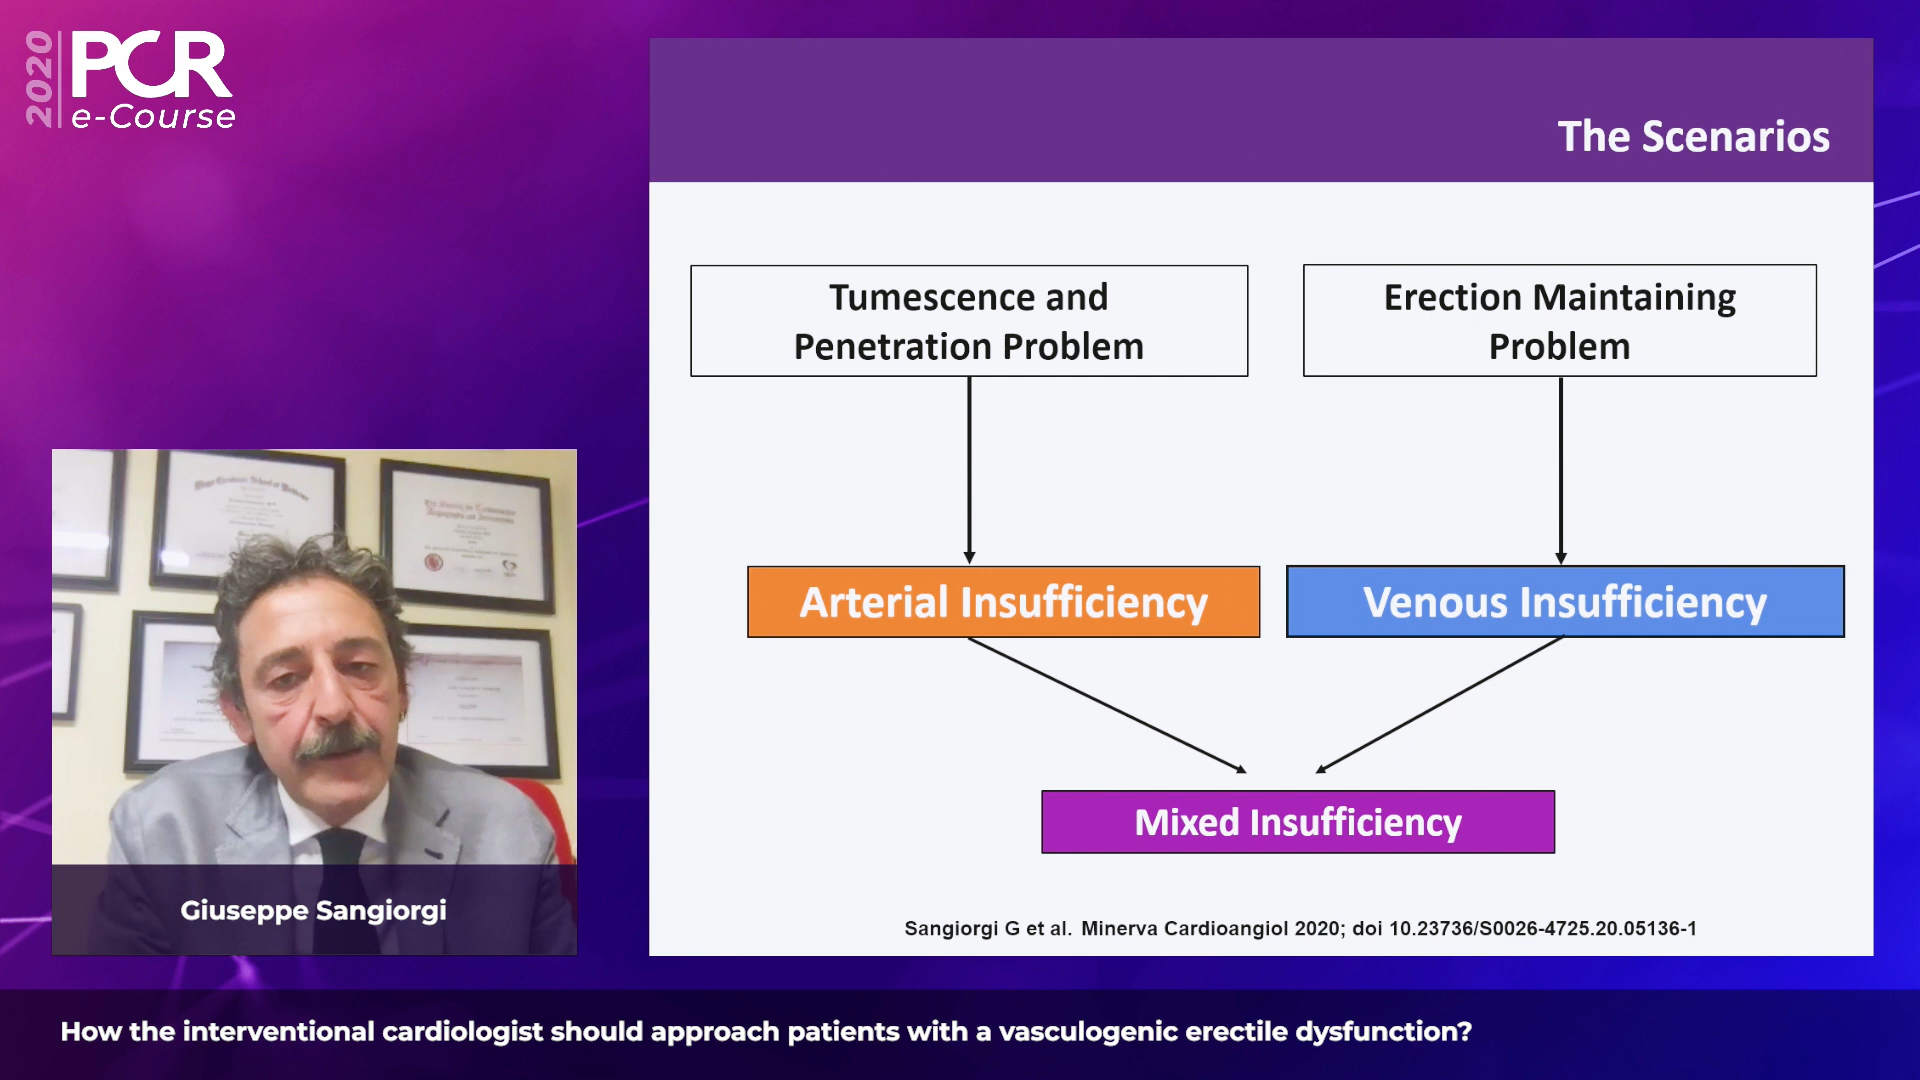 2020
PCR
e-Course
The Scenarios
Tumescence and
Penetration Problem
Erection Maintaining
Problem
Arterial Insufficiency
Venous Insufficiency
Mixed Insufficiency
Sangiorgi G et al. Minerva Cardioangiol 2020; doi 10.23736/S0026-4725.20.05136-1
Giuseppe Sangiorgi
How the interventional cardiologist should approach patients with a vasculogenic erectile dysfunction?